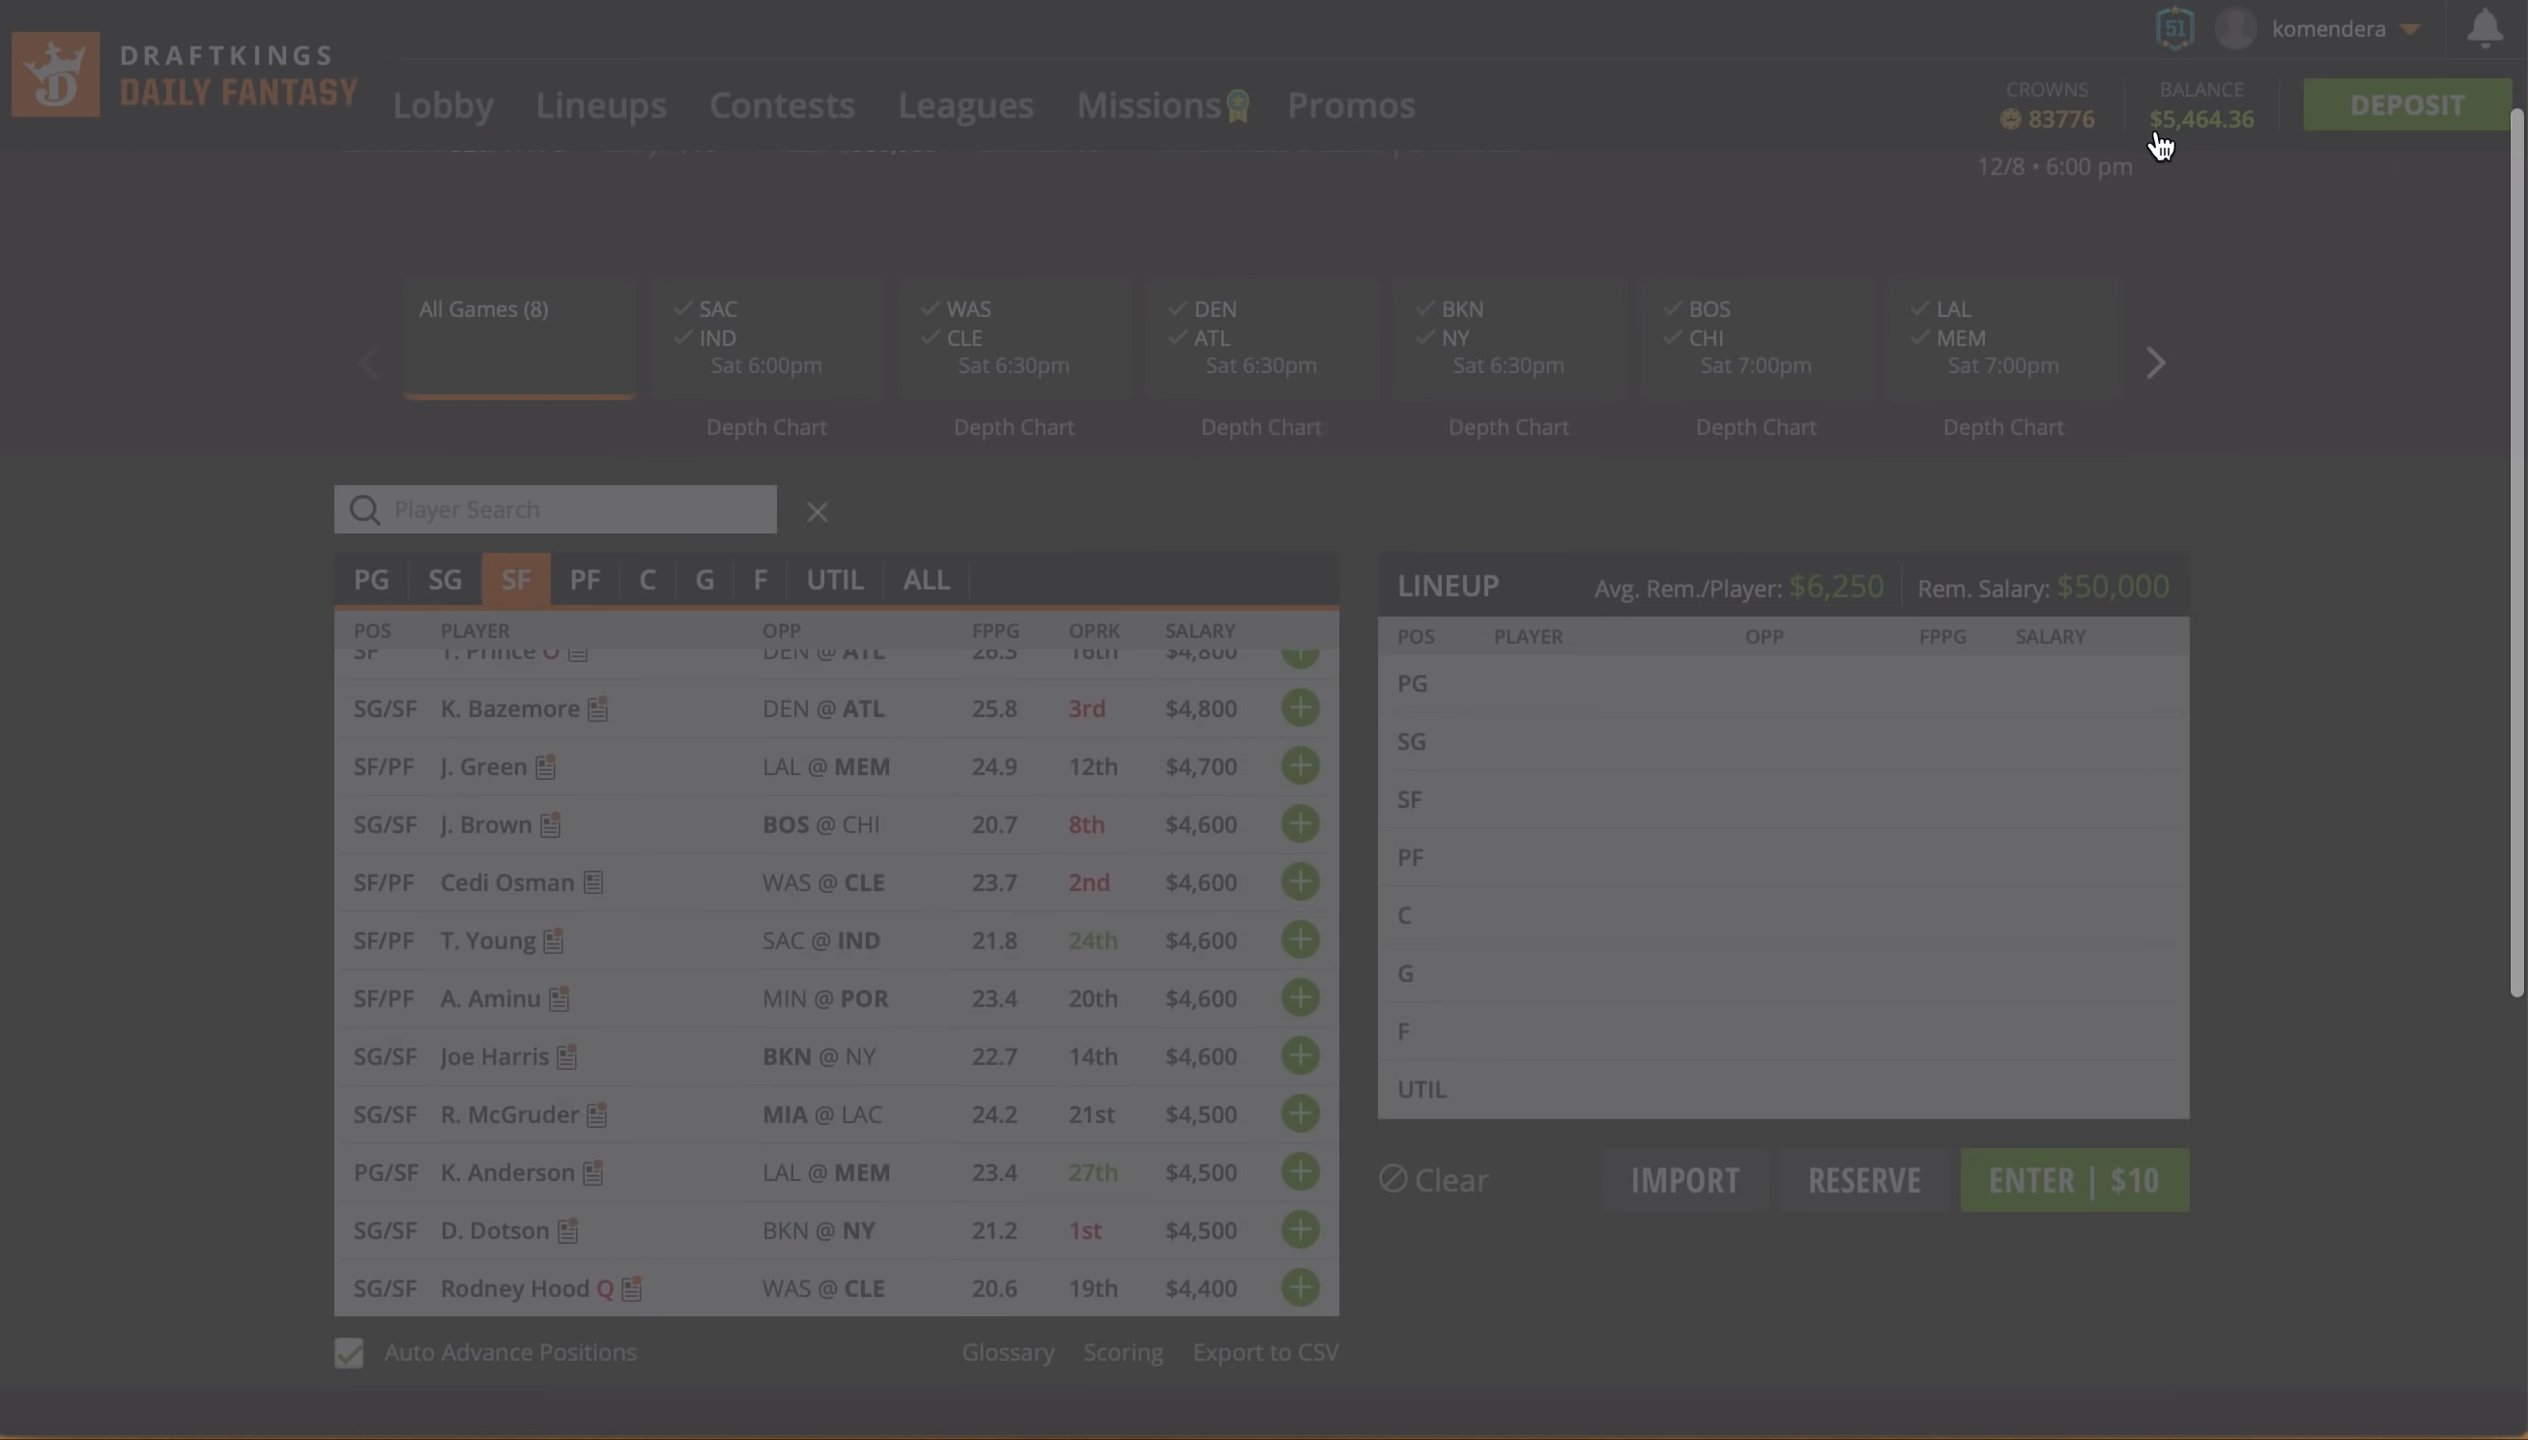 51 komendera
DRAFTKINGS
DAILY FANTASY
Lobby Lineups Contests Leagues Missions Promos
CROWNS
83776
BALANCE
$5,464.36
DEPOSIT
12/8 • 6:00 pm
All Games (8)
SAC
IND
Sat 6:00pm
WAS
CLE
Sat 6:30pm
DEN
ATL
Sat 6:30pm
BKN
NY
Sat 6:30pm
BOS
CHI
Sat 7:00pm
LAL
MEM
Sat 7:00pm
Depth Chart Depth Chart Depth Chart Depth Chart Depth Chart Depth Chart
Player Search
PG SG SF PF C G F UTIL ALL
POS PLAYER OPP FPPG OPRK SALARY
SF T. Prince O DEN @ ATL 26.3 16th $4,800
SG/SF K. Bazemore DEN @ ATL 25.8 3rd $4,800
SF/PF J. Green LAL @ MEM 24.9 12th $4,700
SG/SF J. Brown BOS @ CHI 20.7 8th $4,600
SF/PF Cedi Osman WAS @ CLE 23.7 2nd $4,600
SF/PF T. Young SAC @ IND 21.8 24th $4,600
SF/PF A. Aminu MIN @ POR 23.4 20th $4,600
SG/SF Joe Harris BKN @ NY 22.7 14th $4,600
SG/SF R. McGruder MIA @ LAC 24.2 21st $4,500
PG/SF K. Anderson LAL @ MEM 23.4 27th $4,500
SG/SF D. Dotson BKN @ NY 21.2 1st $4,500
SG/SF Rodney Hood Q WAS @ CLE 20.6 19th $4,400
Auto Advance Positions Glossary Scoring Export to CSV
LINEUP Avg. Rem./Player: $6,250 Rem. Salary: $50,000
POS PLAYER OPP FPPG SALARY
PG
SG
SF
PF
C
G
F
UTIL
Clear IMPORT RESERVE ENTER | $10